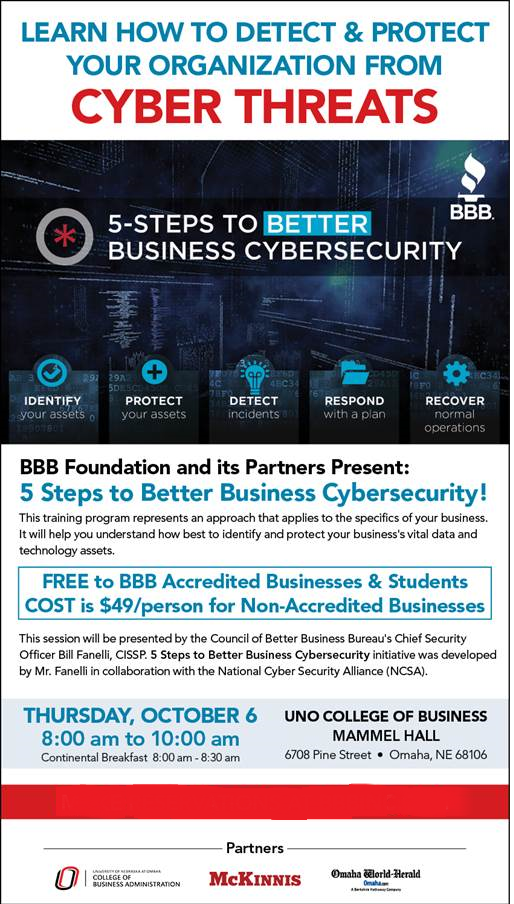 LEARN HOW TO DETECT & PROTECT
YOUR ORGANIZATION FROM
CYBER THREATS
BBB.
* 5-STEPS TO BETTER
BUSINESS CYBERSECURITY
IDENTIFY
your assets
PROTECT
your assets
DETECT
incidents
RESPOND
with a plan
RECOVER
normal
operations
BBB Foundation and its Partners Present:
5 Steps to Better Business Cybersecurity!
This training program represents an approach that applies to the specifics of your business.
It will help you understand how best to identify and protect your business's vital data and
technology assets.
FREE to BBB Accredited Businesses & Students
COST is $49/person for Non-Accredited Businesses
This session will be presented by the Council of Better Business Bureau's Chief Security
Officer Bill Fanelli, CISSP. 5 Steps to Better Business Cybersecurity initiative was developed
by Mr. Fanelli in collaboration with the National Cyber Security Alliance (NCSA).
THURSDAY, OCTOBER 6
8:00 am to 10:00 am
Continental Breakfast 8:00 am - 8:30 am
UNO COLLEGE OF BUSINESS
MAMMEL HALL
6708 Pine Street • Omaha, NE 68106
Partners
UNIVERSITY OF NEBRASKA AT OMAHA
COLLEGE OF
BUSINESS ADMINISTRATION
McKINNIS
Omaha World-Herald
Omaha.com
A Berkshire Hathaway Company